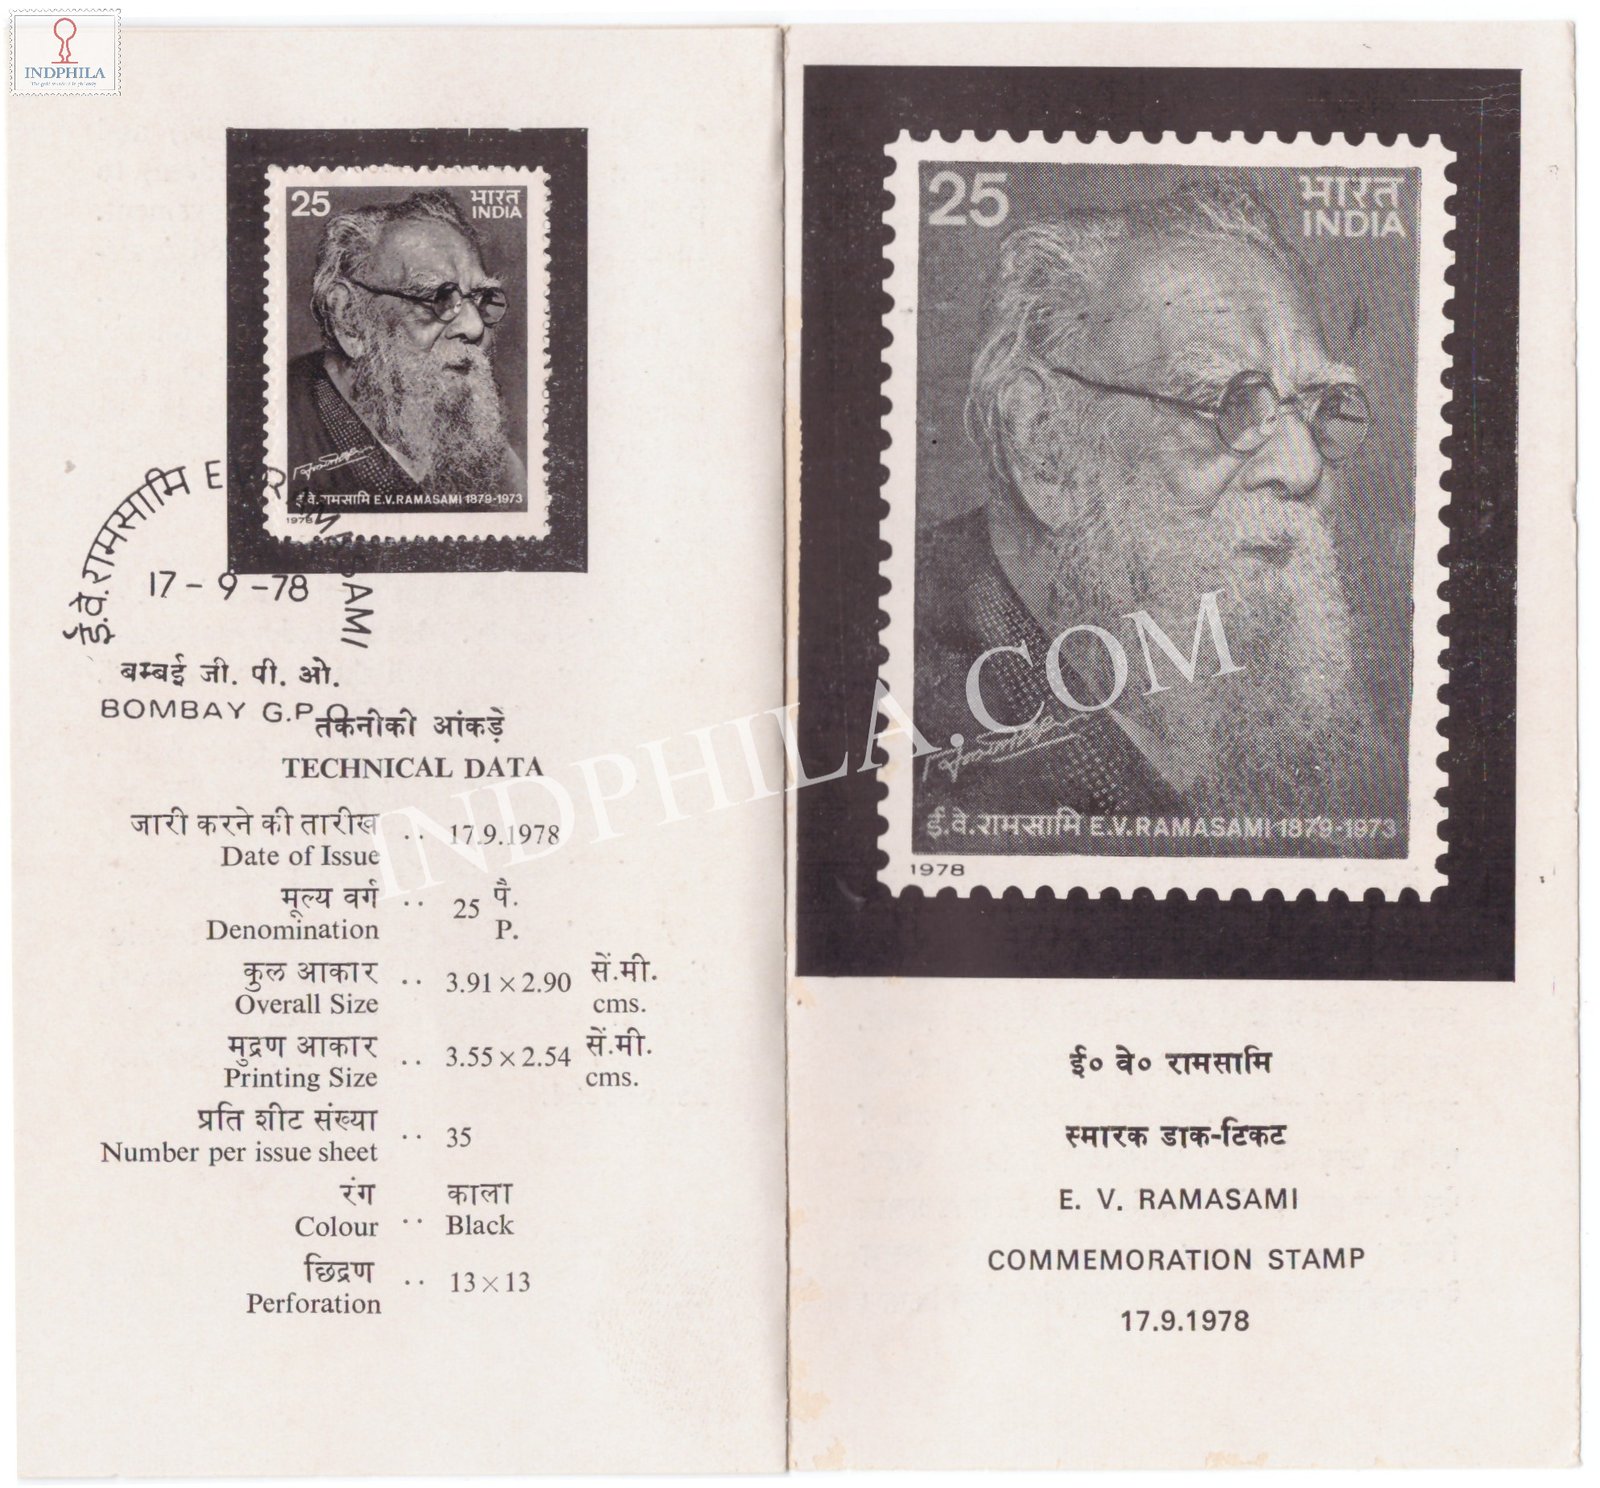 INDPHILA
25
भारत
INDIA
ई.वे.रामसामि E.V.RAMASAMI 1879-1973
1978
ई.वे.रामसामि E.V.RAMASAMI
17-9-78
बम्बई जी. पी. ओ.
BOMBAY G.P.O.
तकनीकी आंकड़े
TECHNICAL DATA
जारी करने की तारीख
Date of Issue .. 17.9.1978
मूल्य वर्ग .. 25 पै.
Denomination P.
कुल आकार .. 3.91×2.90 सें.मी.
Overall Size cms.
मुद्रण आकार .. 3.55×2.54 सें.मी.
Printing Size cms.
प्रति शीट संख्या
Number per issue sheet .. 35
रंग काला
Colour .. Black
छिद्रण
Perforation .. 13×13
25
भारत
INDIA
ई.वे.रामसामि E.V.RAMASAMI 1879-1973
1978
ई० वे० रामसामि
स्मारक डाक-टिकट
E. V. RAMASAMI
COMMEMORATION STAMP
17.9.1978
INDPHILA.COM